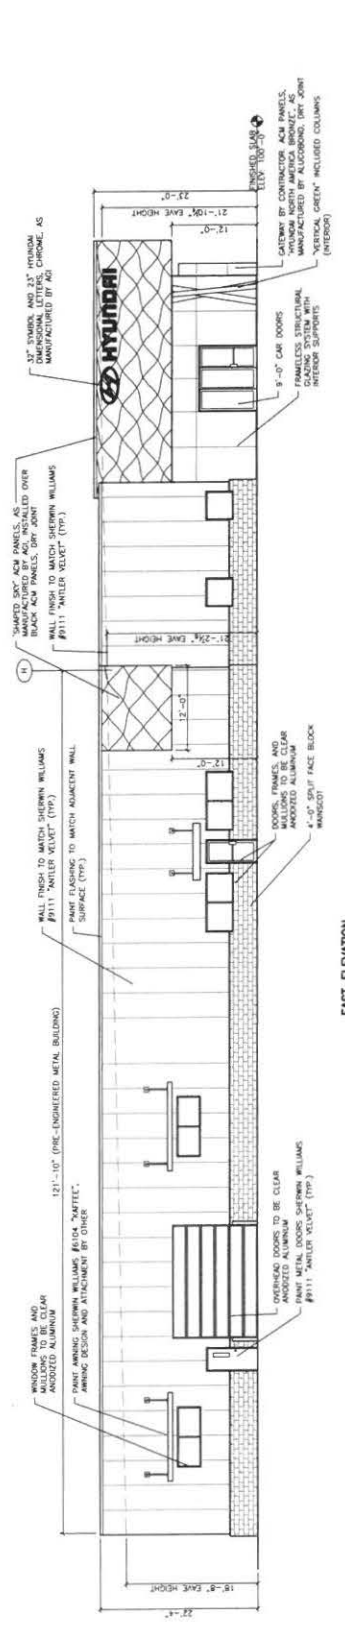 WINDOW FRAMES AND
MULLIONS TO BE CLEAR
ANODIZED ALUMINUM
PAINT AWNING SHERWIN WILLIAMS #6104 "KAFFEE".
AWNING DESIGN AND ATTACHMENT BY OTHER
121'-10" (PRE-ENGINEERED METAL BUILDING)
WALL FINISH TO MATCH SHERWIN WILLIAMS
#9111 "ANTLER VELVET" (TYP.)
PAINT FLASHING TO MATCH ADJACENT WALL
SURFACE (TYP.)
H
"SHAPED SKY" ACM PANELS, AS
MANUFACTURED BY AGI, INSTALLED OVER
BLACK ACM PANELS, DRY JOINT
WALL FINISH TO MATCH SHERWIN WILLIAMS
#9111 "ANTLER VELVET" (TYP.)
32" SYMBOL AND 23" HYUNDAI
DIMENSIONAL LETTERS, CHROME, AS
MANUFACTURED BY AGI
HYUNDAI
22'-4"
18'-8" EAVE HEIGHT
12'-0"
12'-0"
EAVE HEIGHT
23'-0"
EAVE HEIGHT
12'-0"
FINISHED SLAB
ELEV: 100'-0"
OVERHEAD DOORS TO BE CLEAR
ANODIZED ALUMINUM
PAINT METAL DOORS SHERWIN WILLIAMS
#9111 "ANTLER VELVET" (TYP.)
DOORS, FRAMES, AND
MULLIONS TO BE CLEAR
ANODIZED ALUMINUM
4'-0" SPLIT FACE BLOCK
WAINSCOT
9'-0" CAR DOORS
FRAMELESS STRUCTURAL
GLAZING SYSTEM WITH
INTERIOR SUPPORTS
GATEWAY BY CONTRACTOR. ACM PANELS,
"HYUNDAI NORTH AMERICA BRONZE", AS
MANUFACTURED BY ALUCOBOND, DRY JOINT
"VERTICAL GREEN" INCLUDED COLUMNS
(INTERIOR)
EAST ELEVATION